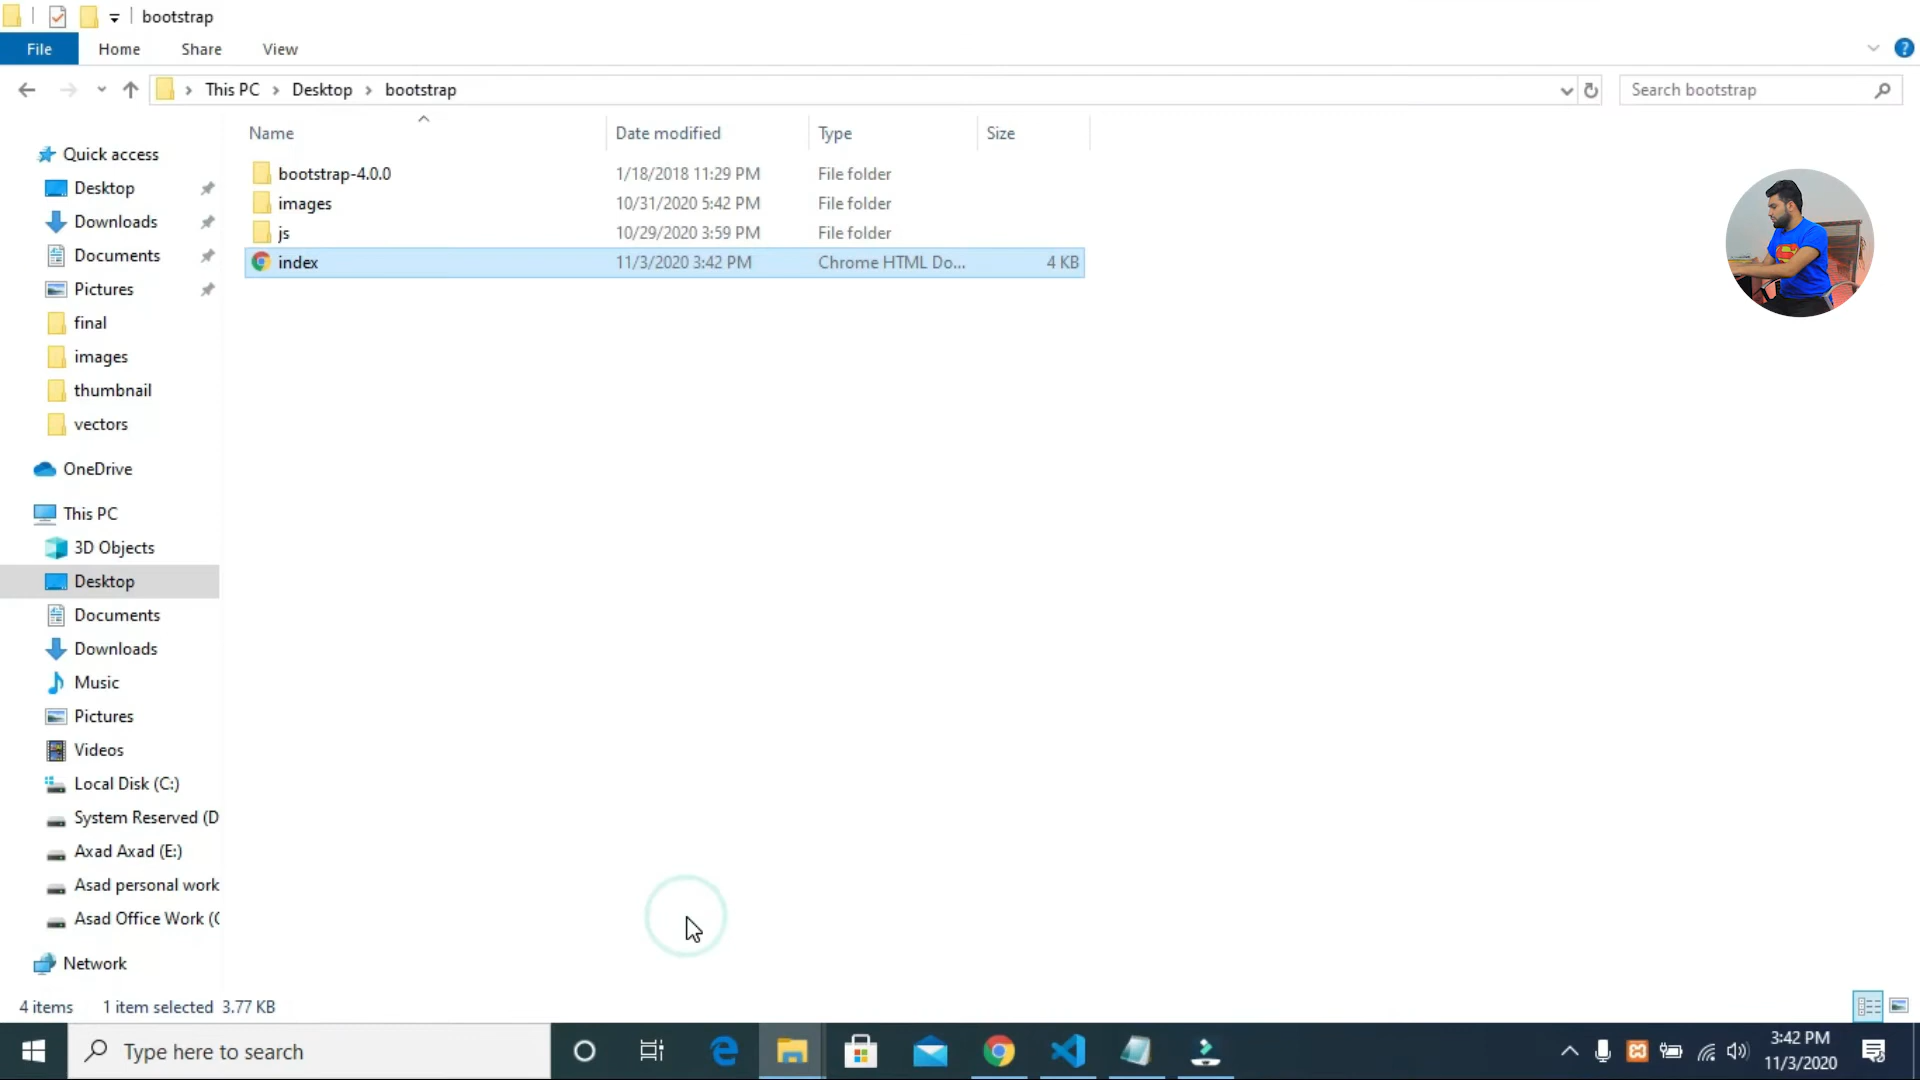 bootstrap
File Home Share View
This PC Desktop bootstrap
Search bootstrap
Name Date modified Type Size
bootstrap-4.0.0 1/18/2018 11:29 PM File folder
images 10/31/2020 5:42 PM File folder
js 10/29/2020 3:59 PM File folder
index 11/3/2020 3:42 PM Chrome HTML Do... 4 KB
Quick access
Desktop
Downloads
Documents
Pictures
final
images
thumbnail
vectors
OneDrive
This PC
3D Objects
Desktop
Documents
Downloads
Music
Pictures
Videos
Local Disk (C:)
System Reserved (D
Axad Axad (E:)
Asad personal work
Asad Office Work (
Network
4 items 1 item selected 3.77 KB
Type here to search
3:42 PM
11/3/2020